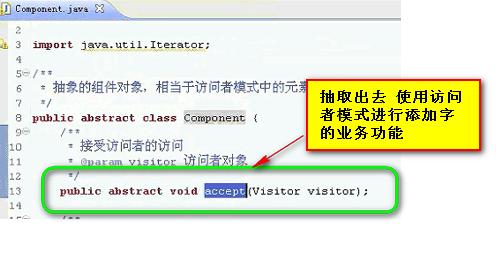 Component.java
2
3 import java.util.Iterator;
4
5 /**
6 * 抽象的组件对象，相当于访问者模式中的元素
7 */
8 public abstract class Component {
9 /**
10 * 接受访问者的访问
11 * @param visitor 访问者对象
12 */
13 public abstract void accept(Visitor visitor);
14
15 /**
抽取出去 使用访问
者模式进行添加字
的业务功能